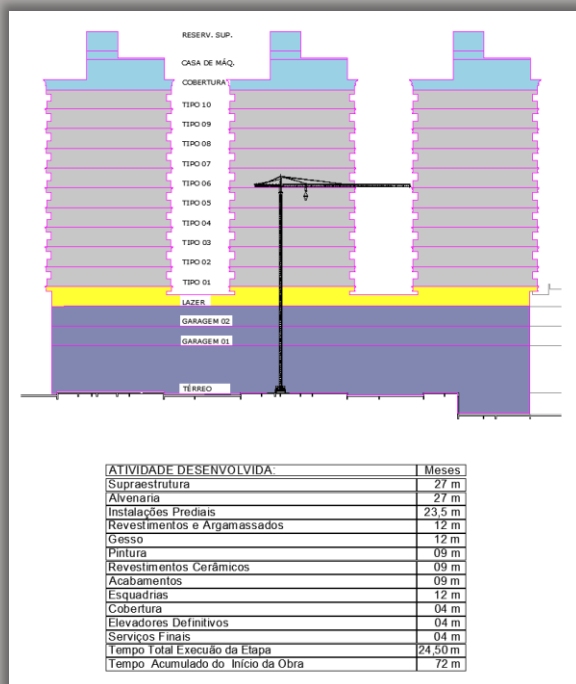 RESERV. SUP.
CASA DE MÁQ.
COBERTURA
TIPO 10
TIPO 09
TIPO 08
TIPO 07
TIPO 06
TIPO 05
TIPO 04
TIPO 03
TIPO 02
TIPO 01
LAZER
GARAGEM 02
GARAGEM 01
TÉRREO
ATIVIDADE DESENVOLVIDA: Meses
Supraestrutura 27 m
Alvenaria 27 m
Instalações Prediais 23,5 m
Revestimentos e Argamassados 12 m
Gesso 12 m
Pintura 09 m
Revestimentos Cerâmicos 09 m
Acabamentos 09 m
Esquadrias 12 m
Cobertura 04 m
Elevadores Definitivos 04 m
Serviços Finais 04 m
Tempo Total Execuão da Etapa 24,50 m
Tempo Acumulado do Início da Obra 72 m